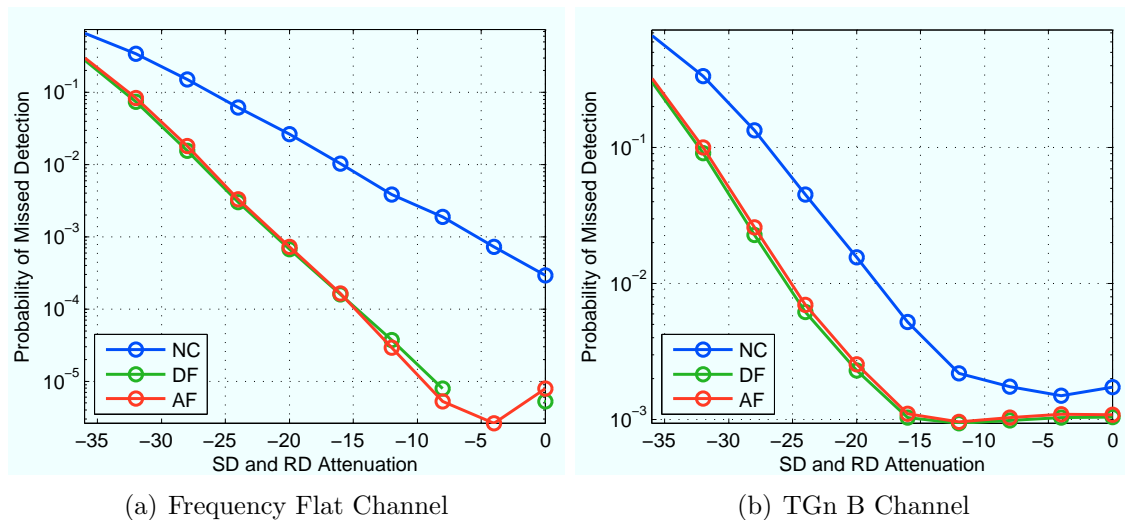 10⁻¹
10⁻²
10⁻³
10⁻⁴
10⁻⁵
Probability of Missed Detection
NC
DF
AF
−35 −30 −25 −20 −15 −10 −5 0
SD and RD Attenuation
(a) Frequency Flat Channel
10⁻¹
10⁻²
10⁻³
Probability of Missed Detection
NC
DF
AF
−35 −30 −25 −20 −15 −10 −5 0
SD and RD Attenuation
(b) TGn B Channel